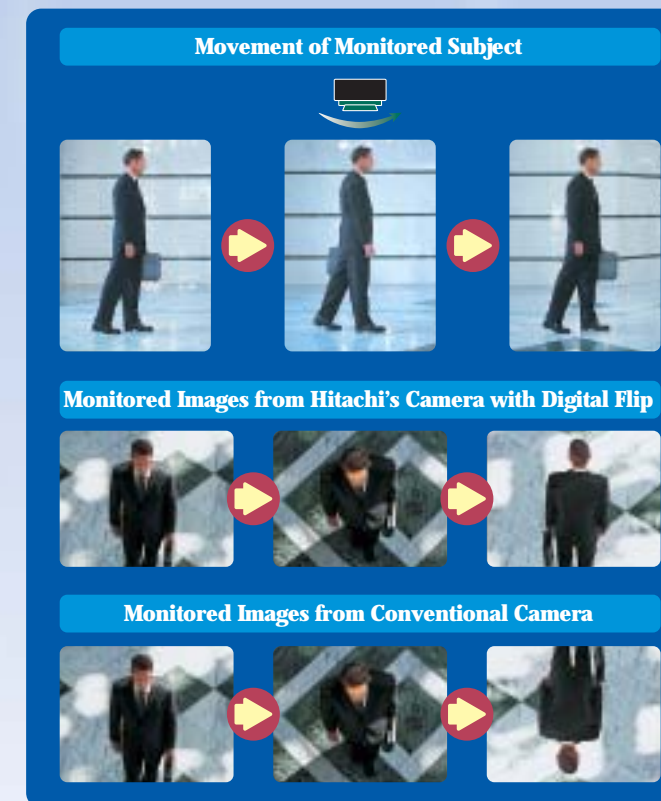 Movement of Monitored Subject
Monitored Images from Hitachi's Camera with Digital Flip
Monitored Images from Conventional Camera